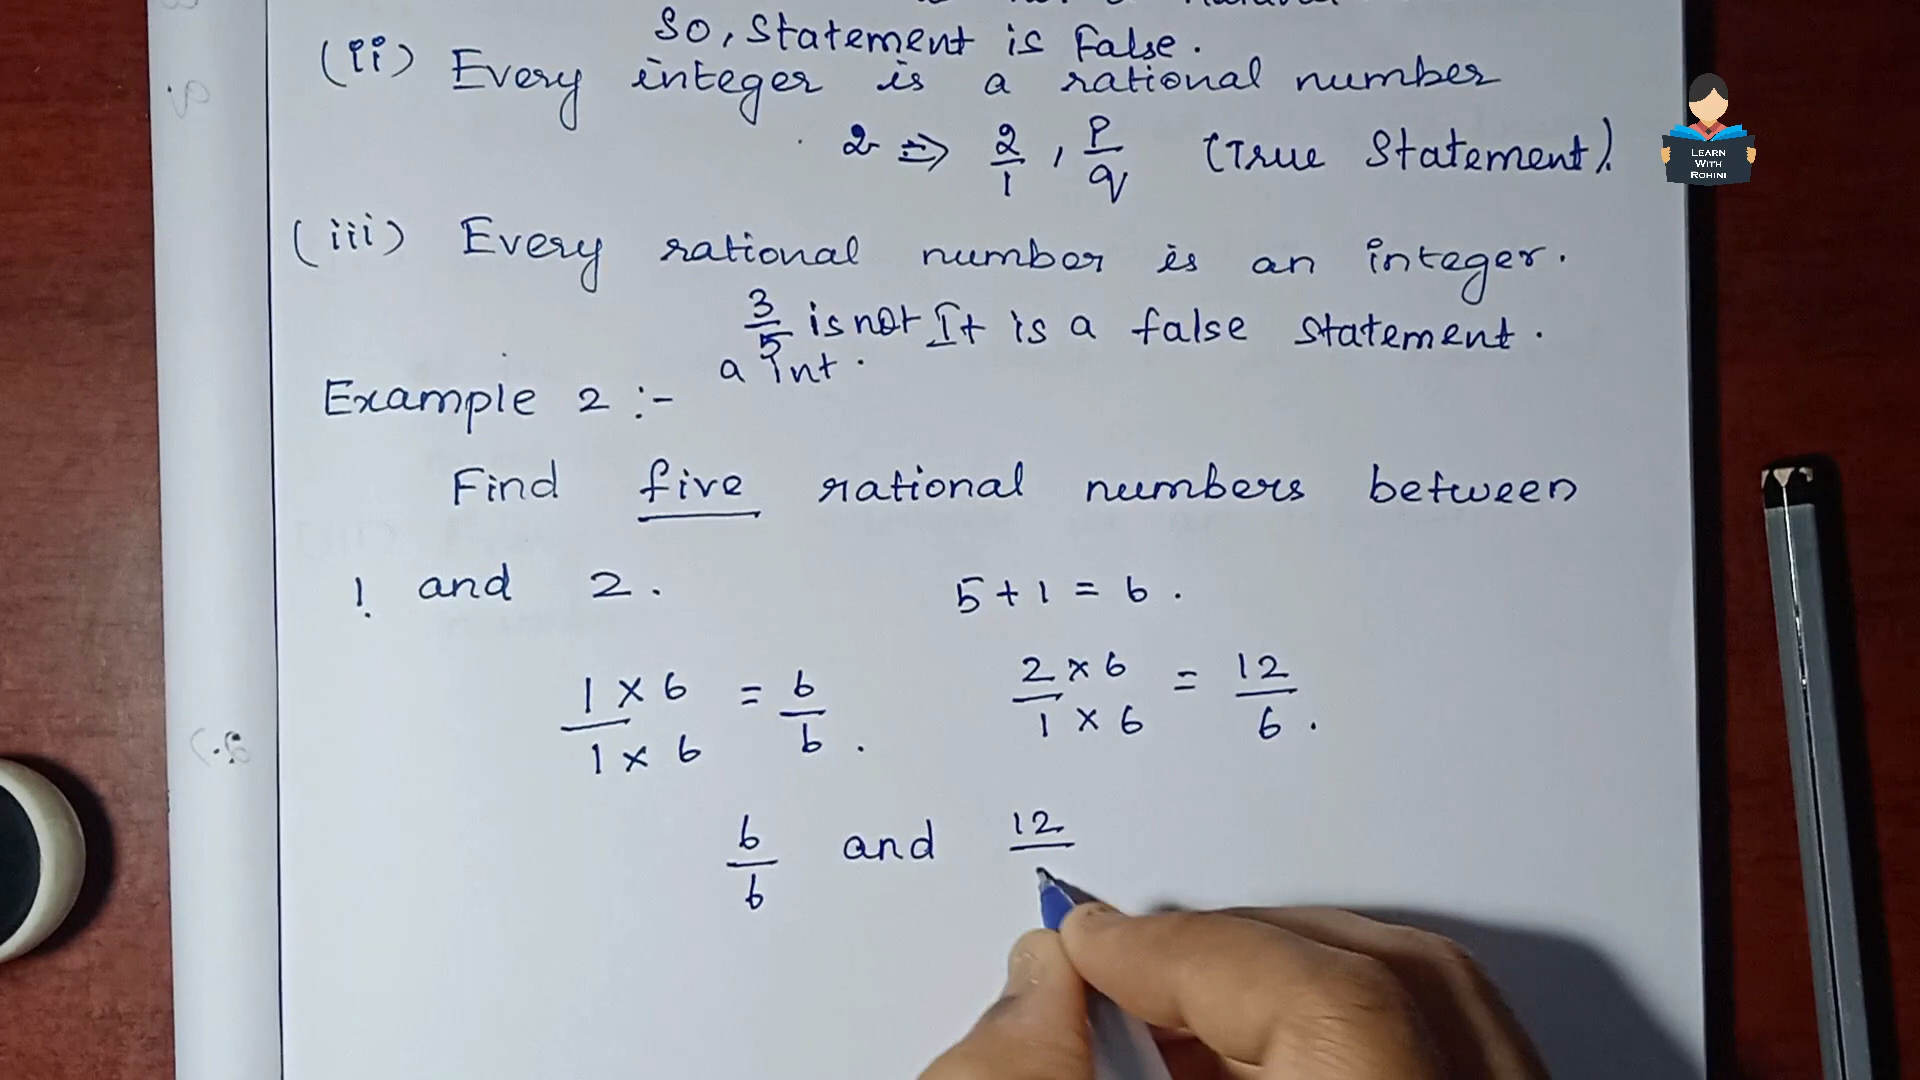 So, Statement is False.
(ii) Every integer is a rational number
2 ⇒ 2/1 , p/q (True Statement).
(iii) Every rational number is an integer.
3/5 is not It is a false statement.
a int.
Example 2 :-
Find five rational numbers between
1 and 2. 5+1 = 6.
1 × 6 / 1 × 6 = 6/6. 2 × 6 / 1 × 6 = 12/6.
6/6 and 12/
LEARN
WITH
ROHINI